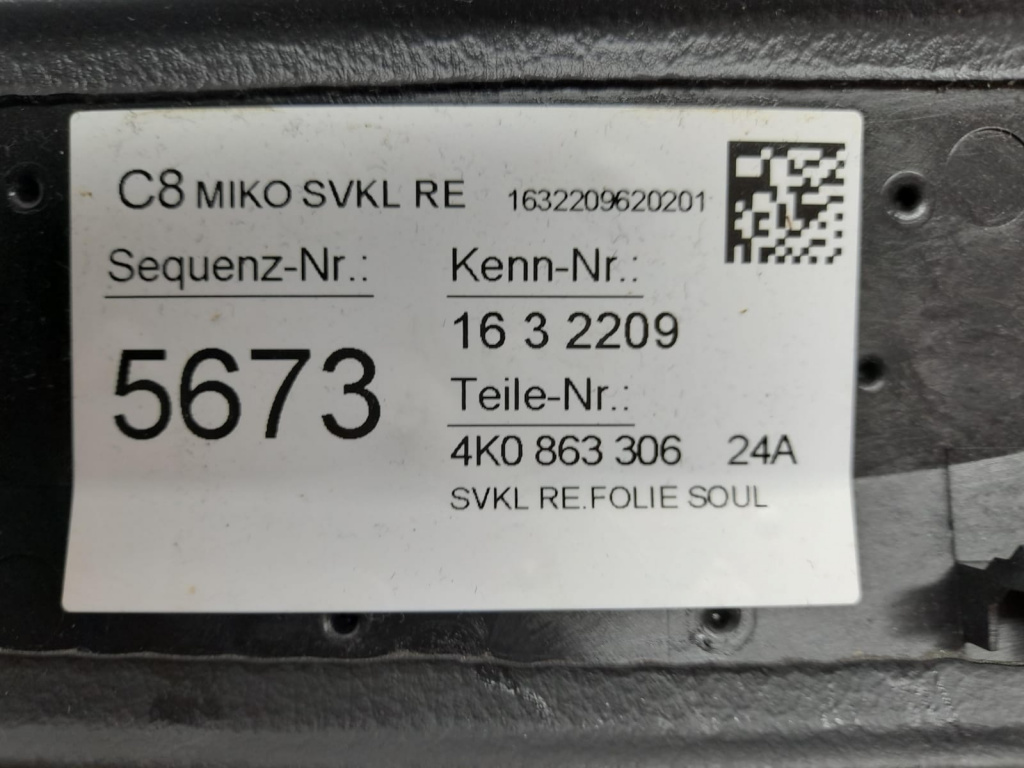 C8 MIKO SVKL RE 1632209620201
Sequenz-Nr.: Kenn-Nr.:
16 3 2209
5673
Teile-Nr.:
4K0 863 306 24A
SVKL RE.FOLIE SOUL